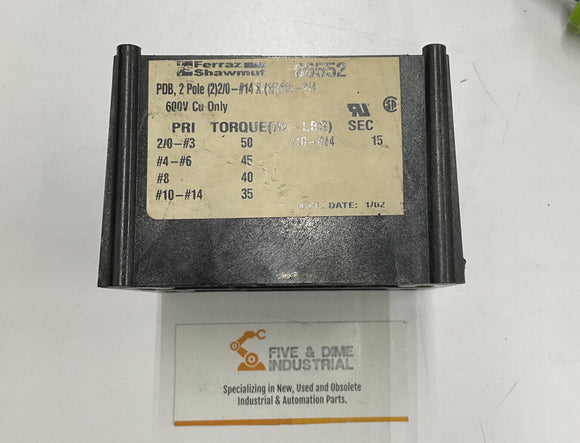 Ferraz
Shawmut
PDB, 2 Pole (2)2/0-#14 X
600V Cu Only
PRI TORQUE( SEC
2/0-#3 50 #10-#14 15
#4-#6 45
#8 40
#10-#14 35
DATE: 1/02
FIVE & DIME
INDUSTRIAL
Specializing in New, Used and Obsolete
Industrial & Automation Parts.